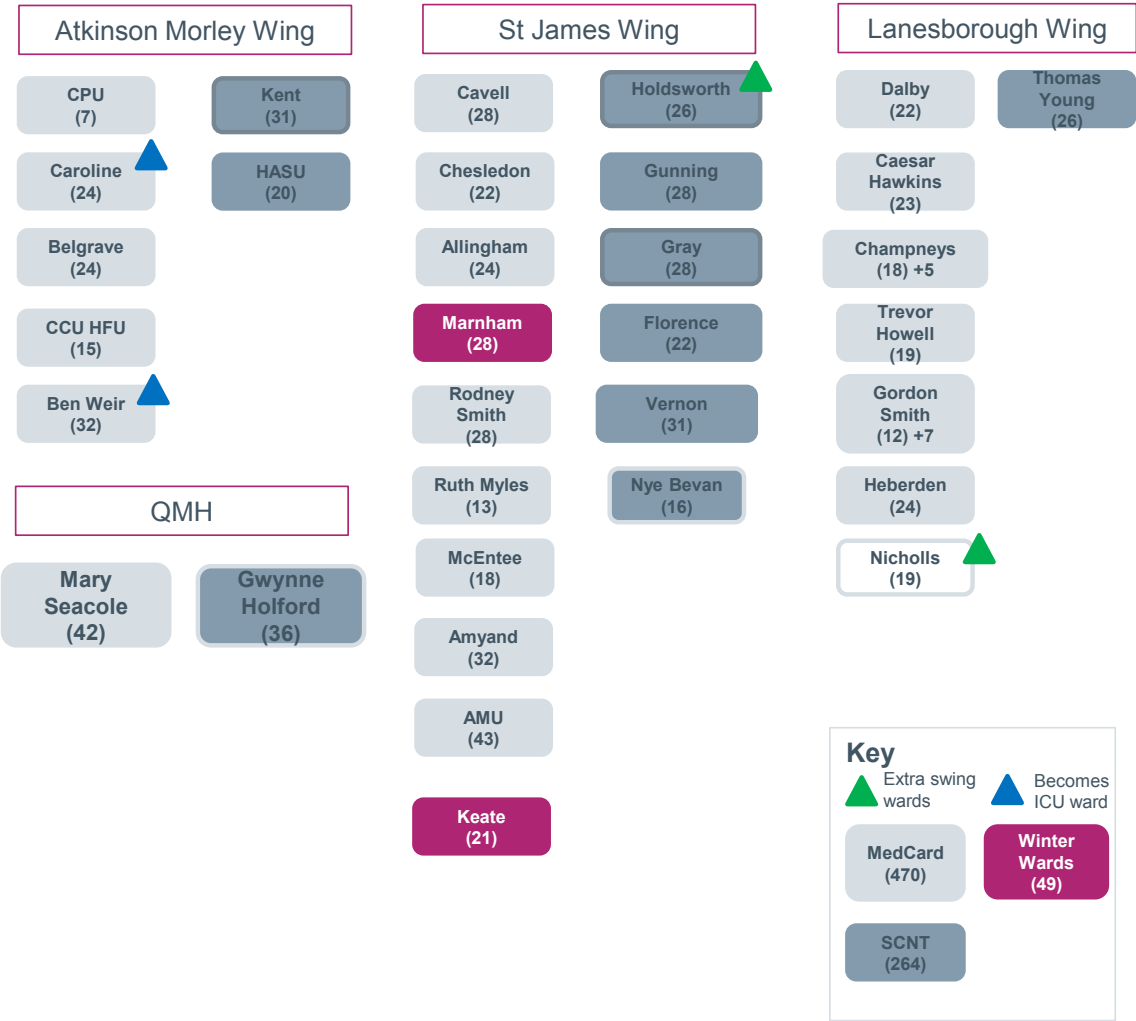 Atkinson Morley Wing
CPU
(7)
Kent
(31)
Caroline
(24)
HASU
(20)
Belgrave
(24)
CCU HFU
(15)
Ben Weir
(32)
QMH
Mary
Seacole
(42)
Gwynne
Holford
(36)
St James Wing
Cavell
(28)
Holdsworth
(26)
Chesledon
(22)
Gunning
(28)
Allingham
(24)
Gray
(28)
Marnham
(28)
Florence
(22)
Rodney
Smith
(28)
Vernon
(31)
Ruth Myles
(13)
Nye Bevan
(16)
McEntee
(18)
Amyand
(32)
AMU
(43)
Keate
(21)
Lanesborough Wing
Dalby
(22)
Thomas
Young
(26)
Caesar
Hawkins
(23)
Champneys
(18) +5
Trevor
Howell
(19)
Gordon
Smith
(12) +7
Heberden
(24)
Nicholls
(19)
Key
Extra swing
wards
Becomes
ICU ward
MedCard
(470)
Winter
Wards
(49)
SCNT
(264)